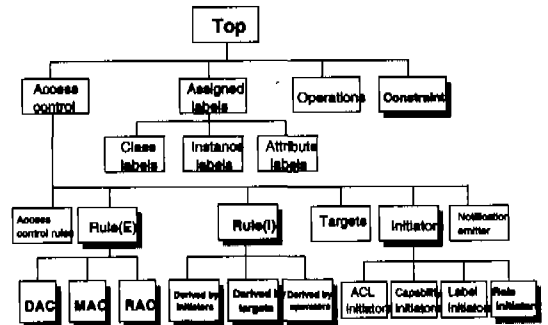 Top
Access
control
Assigned
labels
Operations
Constraint
Class
labels
Instance
labels
Attribute
labels
Access
control rules
Rule(E)
Rule(I)
Targets
Initiators
Notification
emitter
DAC
MAC
RAC
Derived by
initiators
Derived by
targets
Derived by
operators
ACL
initiators
Capability
initiators
Label
initiators
Role
initiators